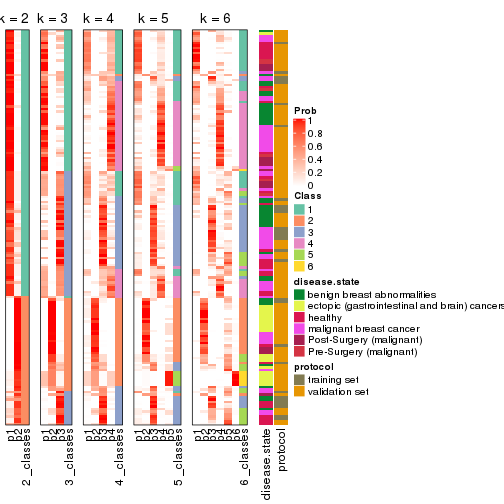 k = 2
k = 3
k = 4
k = 5
k = 6
Prob
1
0.8
0.6
0.4
0.2
0
Class
1
2
3
4
5
6
disease.state
benign breast abnormalities
ectopic (gastrointestinal and brain) cancers
healthy
malignant breast cancer
Post-Surgery (malignant)
Pre-Surgery (malignant)
protocol
training set
validation set
p1
p2
2_classes
p1
p2
p3
3_classes
p1
p2
p3
p4
4_classes
p1
p2
p3
p4
p5
5_classes
p1
p2
p3
p4
p5
p6
6_classes
disease.state
protocol